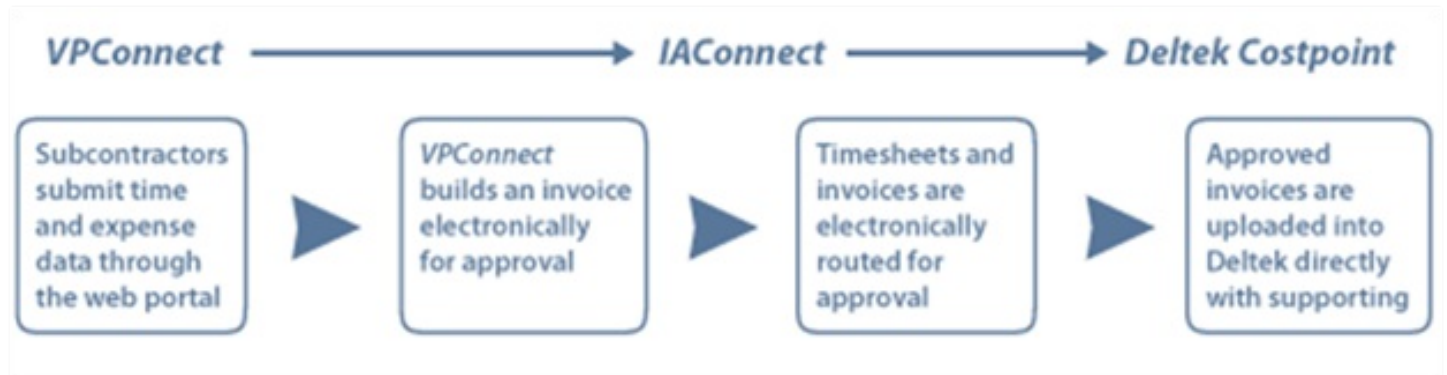 VPConnect IAConnect Deltek Costpoint
Subcontractors
submit time
and expense
data through
the web portal
VPConnect
builds an invoice
electronically
for approval
Timesheets and
invoices are
electronically
routed for
approval
Approved
invoices are
uploaded into
Deltek directly
with supporting